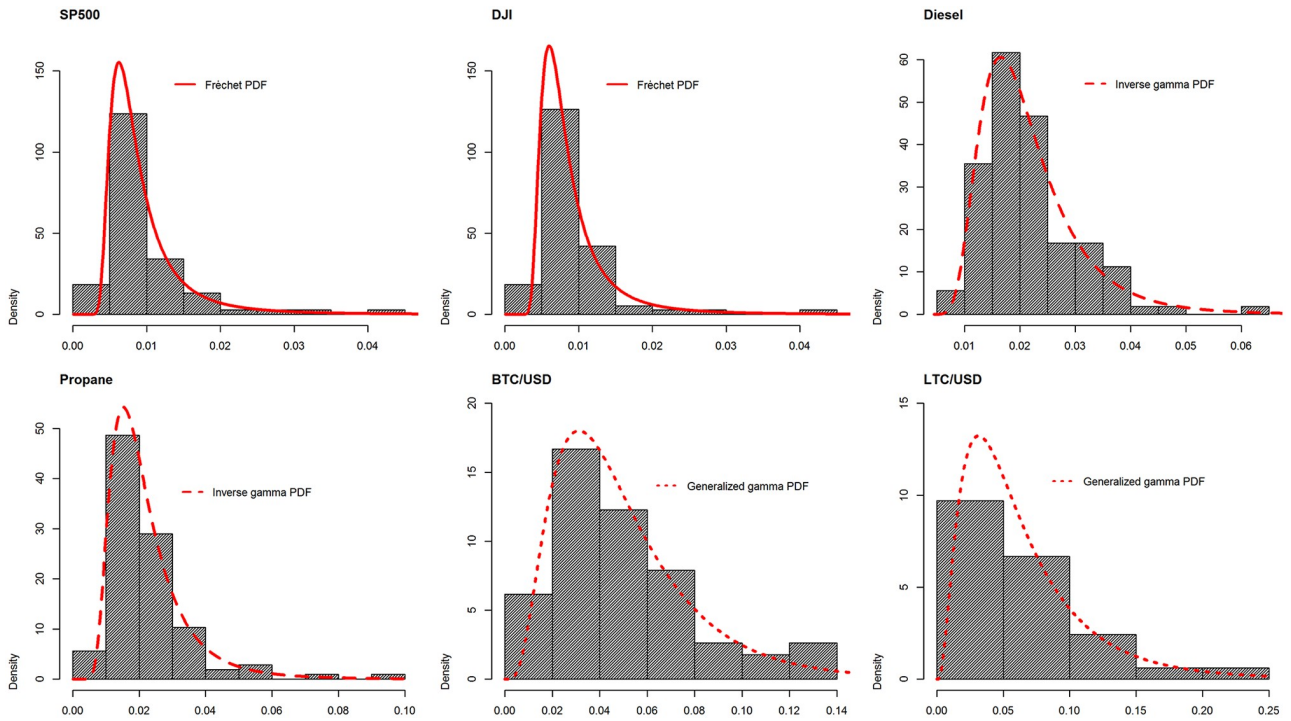 SP500
Fréchet PDF
Density
150
100
50
0
0.00 0.01 0.02 0.03 0.04
DJI
Fréchet PDF
Density
150
100
50
0
0.00 0.01 0.02 0.03 0.04
Diesel
Inverse gamma PDF
Density
60
50
40
30
20
10
0
0.01 0.02 0.03 0.04 0.05 0.06
Propane
Inverse gamma PDF
Density
50
40
30
20
10
0
0.00 0.02 0.04 0.06 0.08 0.10
BTC/USD
Generalized gamma PDF
Density
20
15
10
5
0
0.00 0.02 0.04 0.06 0.08 0.10 0.12 0.14
LTC/USD
Generalized gamma PDF
Density
15
10
5
0
0.00 0.05 0.10 0.15 0.20 0.25